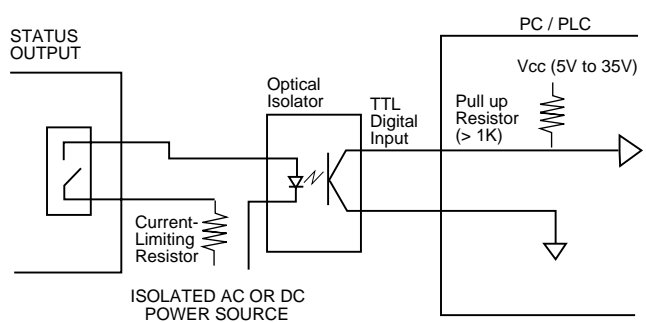 PC / PLC
STATUS
OUTPUT
Vcc (5V to 35V)
Optical
Isolator
TTL
Digital
Input
Pull up
Resistor
(> 1K)
Current-
Limiting
Resistor
ISOLATED AC OR DC
POWER SOURCE